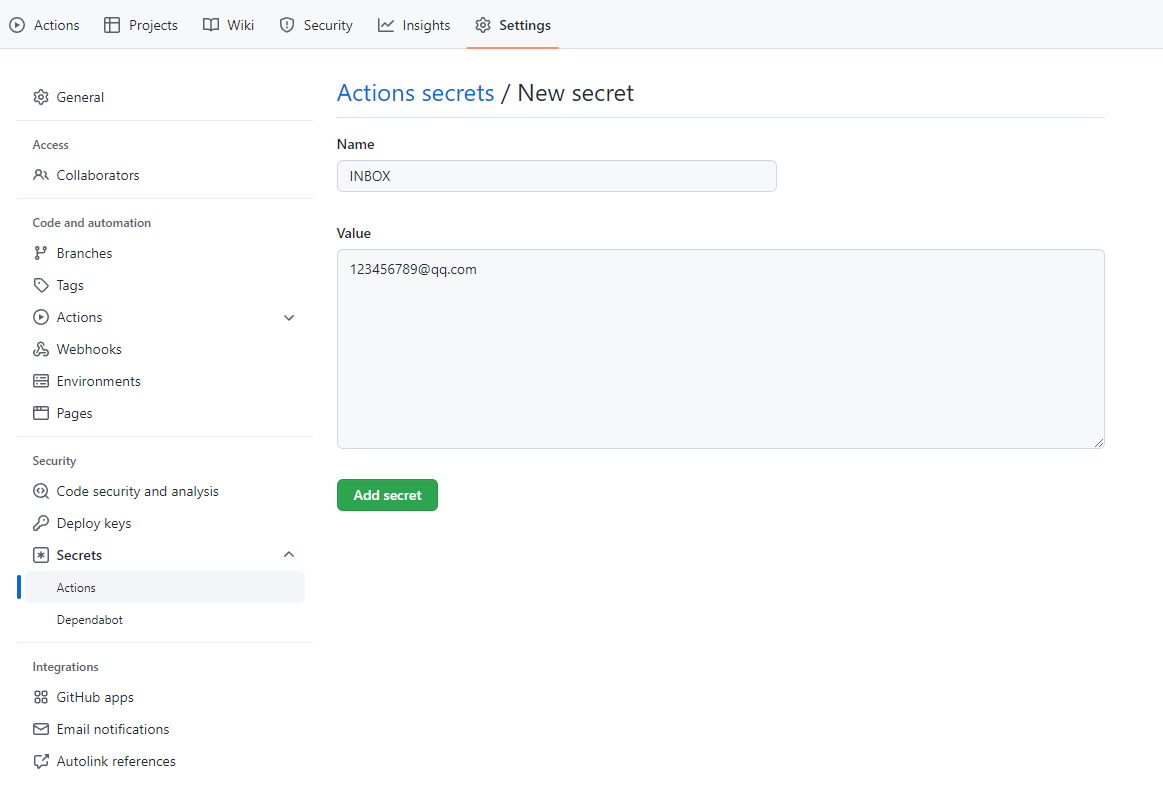 Actions Projects Wiki Security Insights Settings
General
Access
Collaborators
Code and automation
Branches
Tags
Actions
Webhooks
Environments
Pages
Security
Code security and analysis
Deploy keys
Secrets
Actions
Dependabot
Integrations
GitHub apps
Email notifications
Autolink references
Actions secrets / New secret
Name
INBOX
Value
123456789@qq.com
Add secret